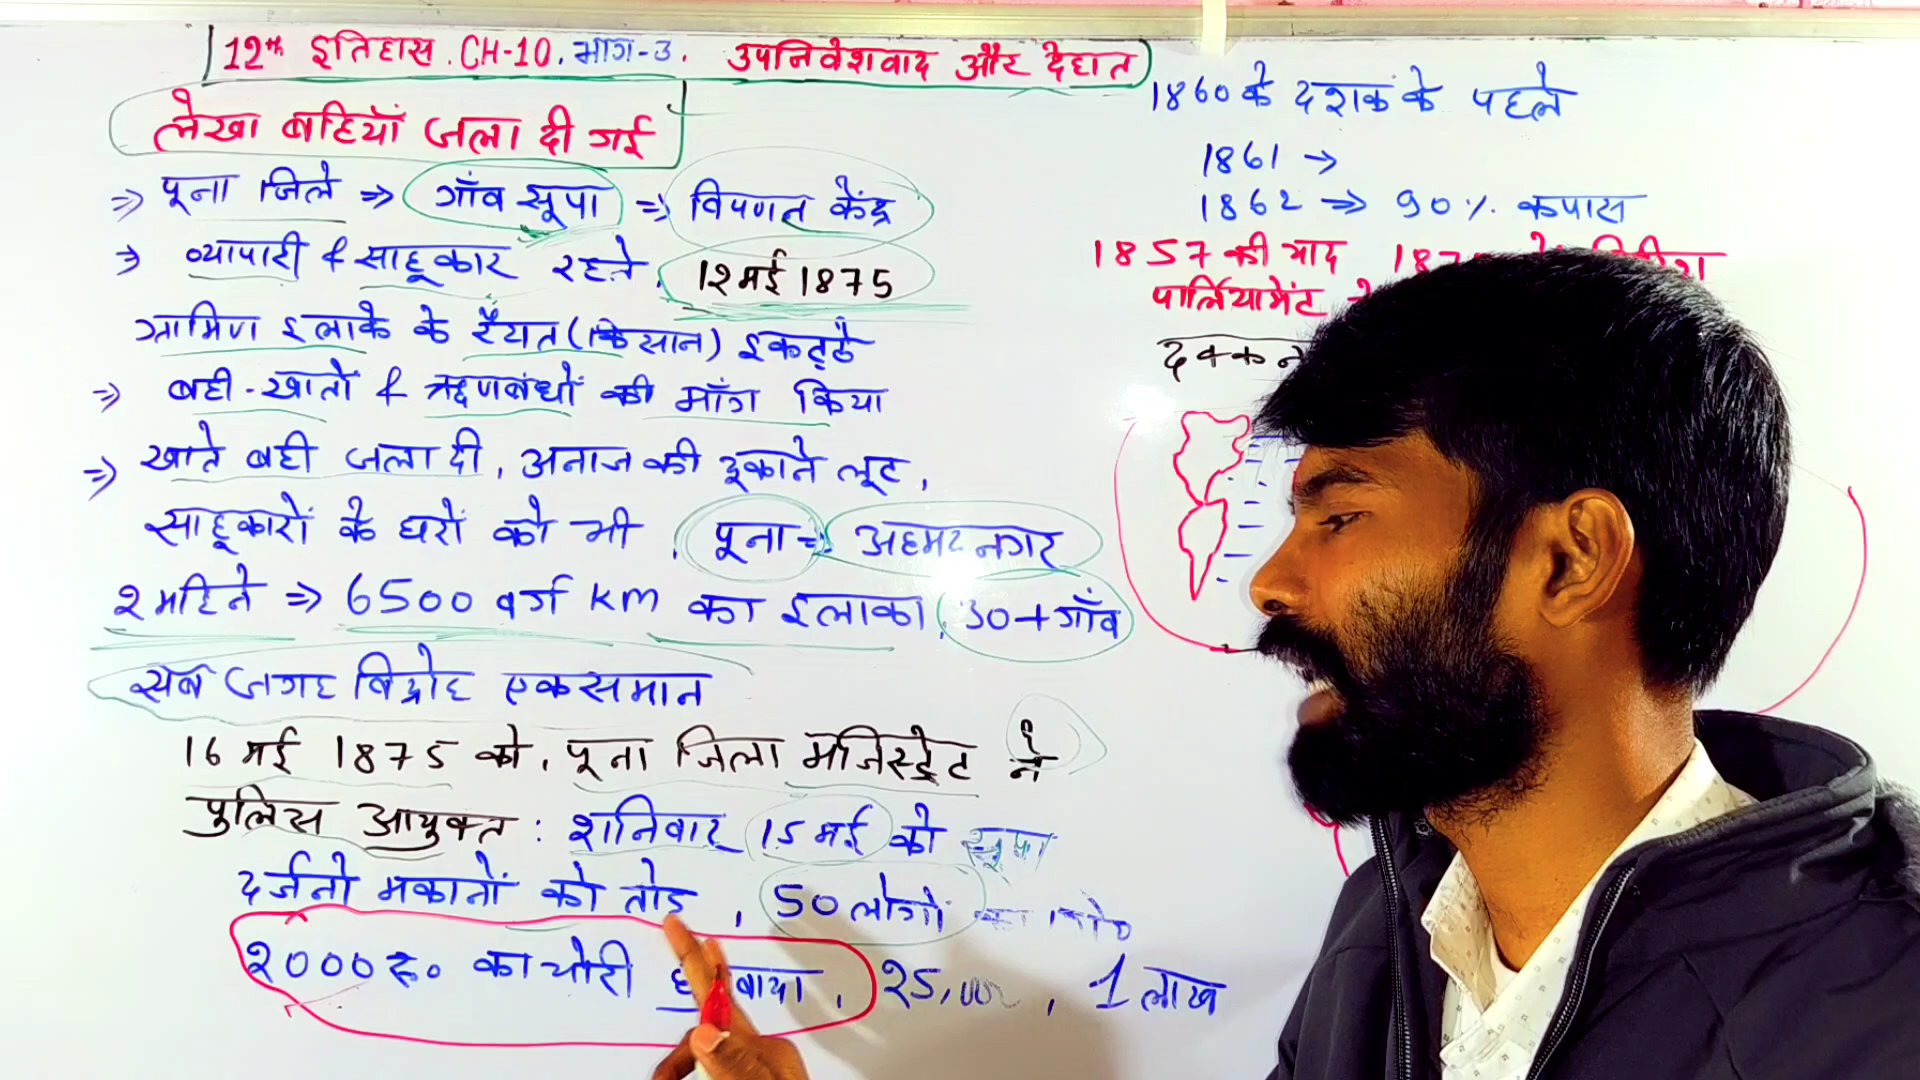 12th इतिहास. CH-10. भाग-3. उपनिवेशवाद और देहात
लेखा बहियाँ जला दी गई
⇒ पूना जिले ⇒ गाँव सूपा ⇒ विपणन केंद्र
⇒ व्यापारी & साहूकार रहते. 12 मई 1875
ग्रामिण इलाके के रैयत (किसान) इकट्ठे
⇒ बही-खातों & ऋणबंधों की माँग किया
⇒ खाते बही जला दी, अनाज की दूकाने लूट,
साहूकारों के घरों को भी, पूना ⇒ अहमदनगर
2 महिने ⇒ 6500 वर्ग km का इलाका, 30+ गाँव
सब जगह विद्रोह एकसमान
16 मई 1875 को, पूना जिला मजिस्ट्रेट ने
पुलिस आयुक्त : शनिवार 15 मई को सूपा
दर्जनो मकानों को तोड़, 50 लोगो
2000 रु० का चोरी, 25,000, 1 लाख
1860 के दशक के पहले
1861 →
1862 ⇒ 90% कपास
1857 की याद
पार्लियामेंट ने
दक्कन